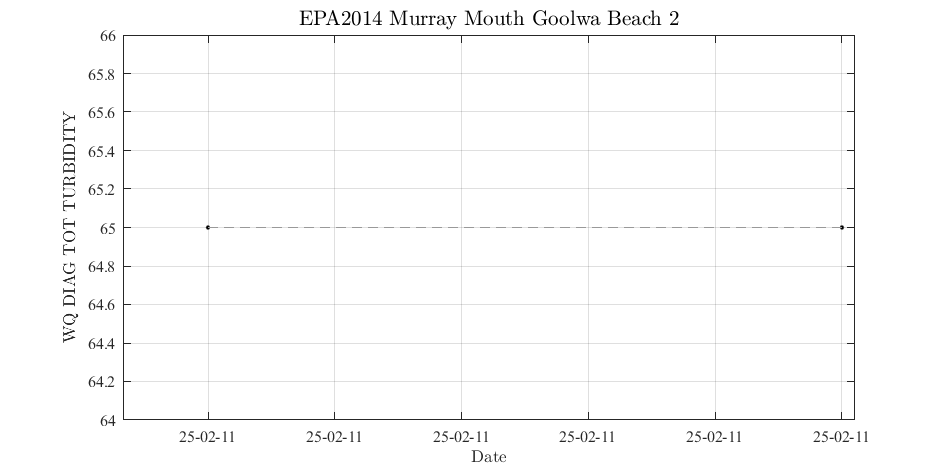 EPA2014 Murray Mouth Goolwa Beach 2
66
65.8
65.6
65.4
65.2
65
64.8
64.6
64.4
64.2
64
WQ DIAG TOT TURBIDITY
25-02-11 25-02-11 25-02-11 25-02-11 25-02-11 25-02-11
Date